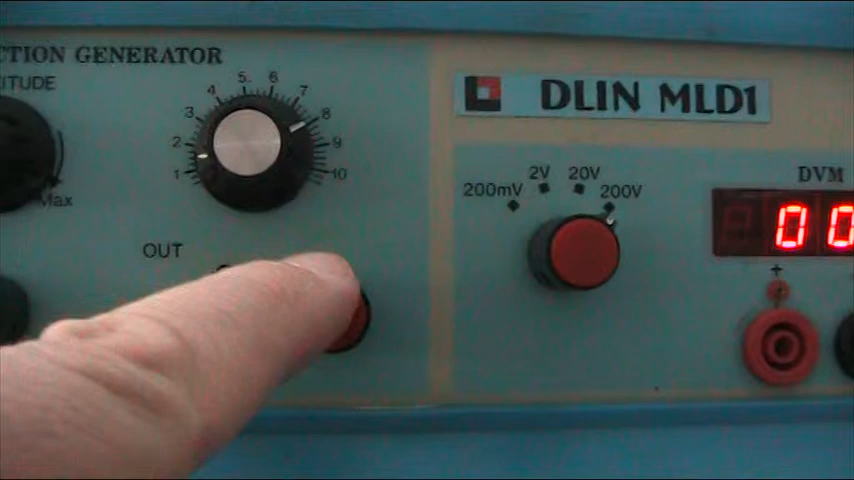 CTION GENERATOR
ITUDE
Max
1 2 3 4 5 6 7 8 9 10
OUT
DLIN MLD1
200mV 2V 20V 200V
DVM
00
+